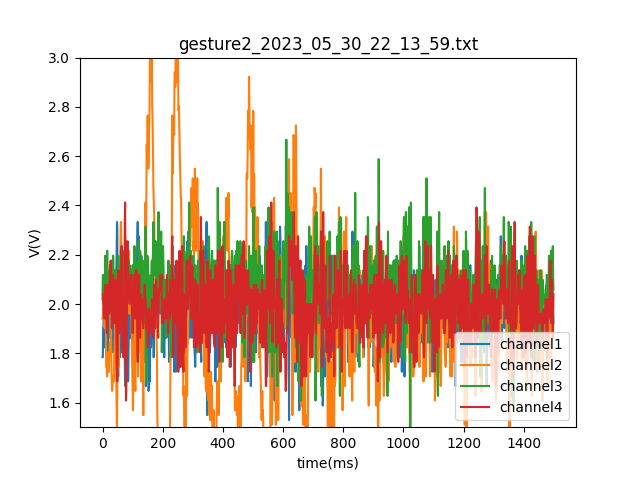 gesture2_2023_05_30_22_13_59.txt
3.0
2.8
2.6
2.4
2.2
2.0
1.8
1.6
V(V)
channel1
channel2
channel3
channel4
0 200 400 600 800 1000 1200 1400
time(ms)